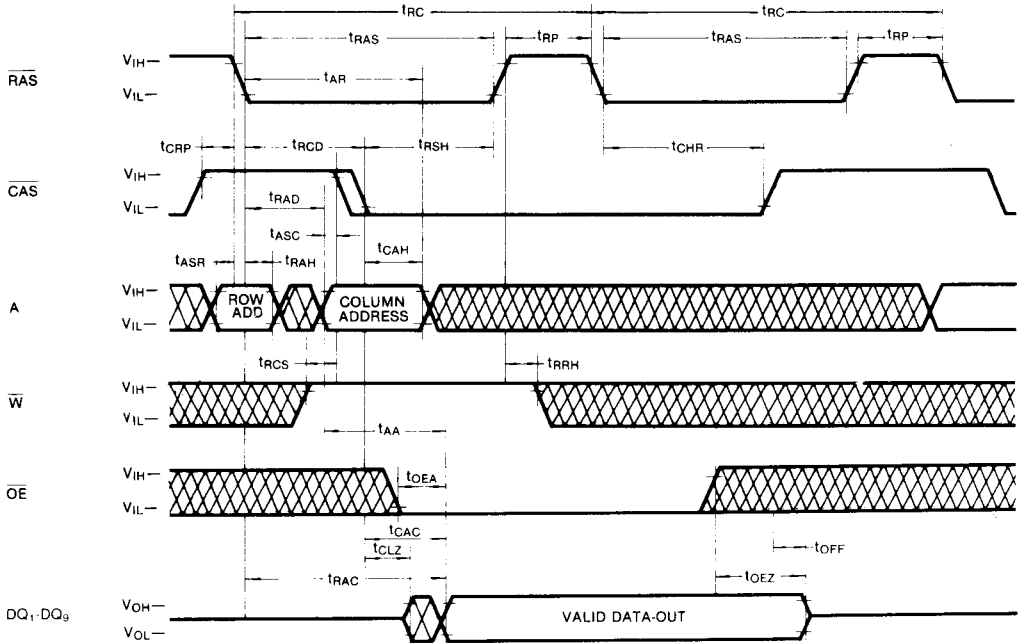 tRC tRC
tRAS tRP tRAS tRP
RAS VIH— VIL— tAR
tCRP tRCD tRSH tCHR
CAS VIH— VIL— tRAD
tASC
tASR tRAH tCAH
A VIH— VIL— ROW ADD COLUMN ADDRESS
tRCS tRRH
W VIH— VIL—
tAA
OE VIH— VIL— tOEA
tCAC
tCLZ tOFF
tRAC tOEZ
DQ1-DQ9 VOH— VOL— VALID DATA-OUT